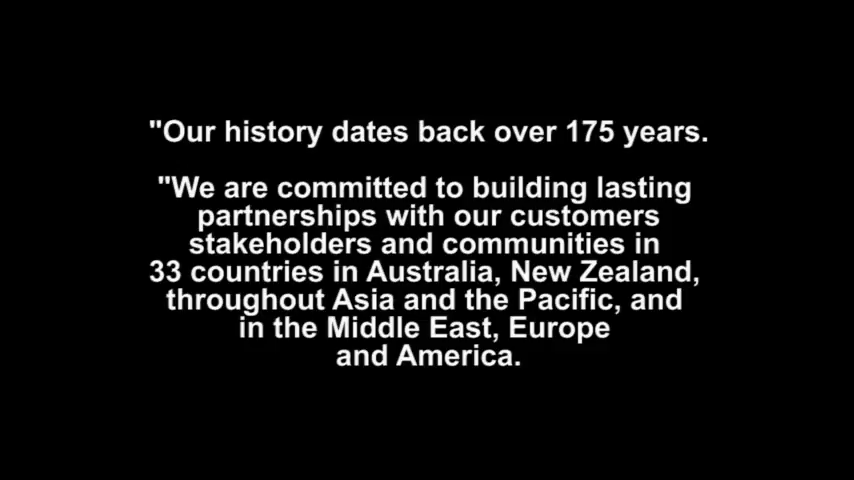 "Our history dates back over 175 years.
"We are committed to building lasting
partnerships with our customers
stakeholders and communities in
33 countries in Australia, New Zealand,
throughout Asia and the Pacific, and
in the Middle East, Europe
and America.